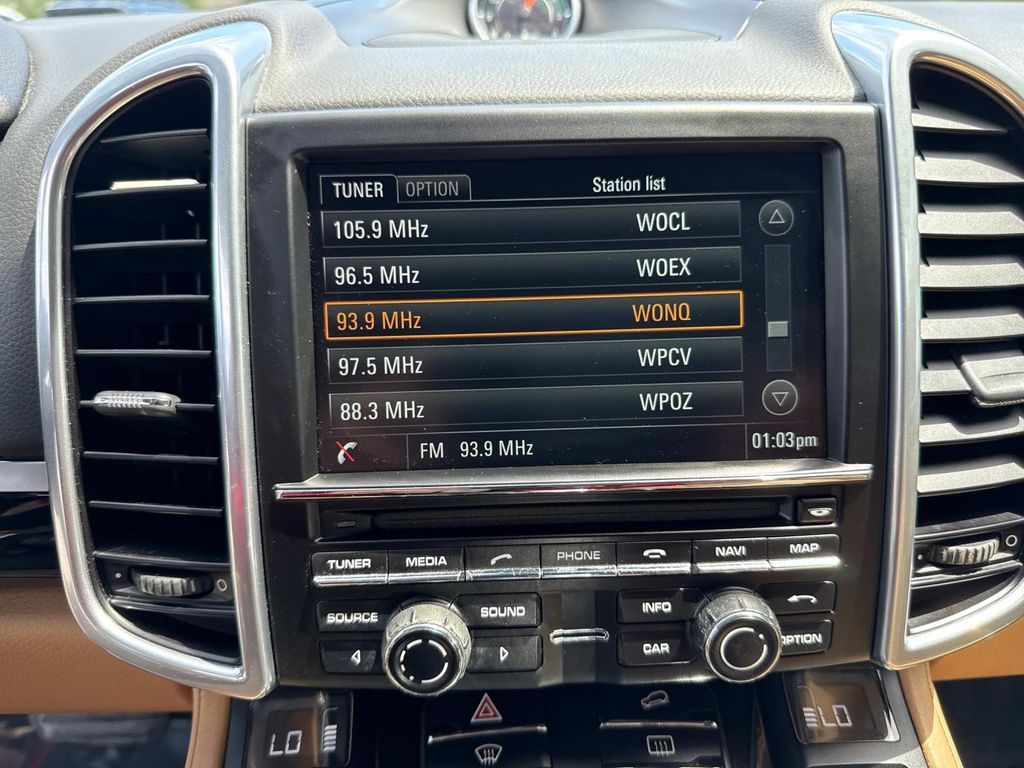 TUNER OPTION Station list
105.9 MHz WOCL
96.5 MHz WOEX
93.9 MHz WONQ
97.5 MHz WPCV
88.3 MHz WPOZ
FM 93.9 MHz 01:03pm
TUNER MEDIA PHONE NAVI MAP
SOURCE SOUND INFO
CAR OPTION
LO LO